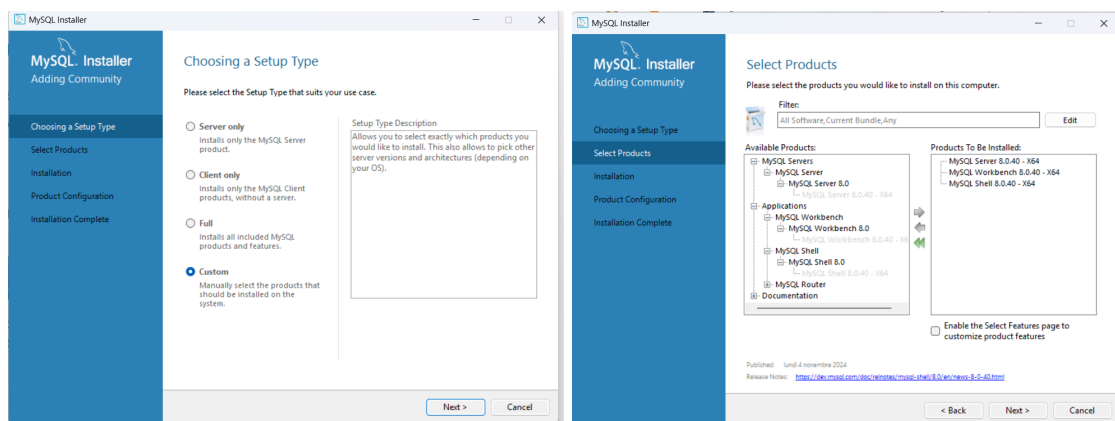 MySQL Installer
MySQL. Installer
Adding Community
Choosing a Setup Type
Select Products
Installation
Product Configuration
Installation Complete
Choosing a Setup Type
Please select the Setup Type that suits your use case.
Server only
Installs only the MySQL Server
product.
Client only
Installs only the MySQL Client
products, without a server.
Full
Installs all included MySQL
products and features.
Custom
Manually select the products that
should be installed on the
system.
Setup Type Description
Allows you to select exactly which products you
would like to install. This also allows to pick other
server versions and architectures (depending on
your OS).
Next >
Cancel
MySQL Installer
MySQL. Installer
Adding Community
Choosing a Setup Type
Select Products
Installation
Product Configuration
Installation Complete
Select Products
Please select the products you would like to install on this computer.
Filter:
All Software,Current Bundle,Any
Edit
Available Products:
MySQL Servers
MySQL Server
MySQL Server 8.0
MySQL Server 8.0.40 - X64
Applications
MySQL Workbench
MySQL Workbench 8.0
MySQL Workbench 8.0.40 - X6
MySQL Shell
MySQL Shell 8.0
MySQL Shell 8.0.40 - X64
MySQL Router
Documentation
Products To Be Installed:
MySQL Server 8.0.40 - X64
MySQL Workbench 8.0.40 - X64
MySQL Shell 8.0.40 - X64
Enable the Select Features page to
customize product features
Published: lundi 4 novembre 2024
Release Notes: https://dev.mysql.com/doc/relnotes/mysql-shell/8.0/en/news-8-0-40.html
< Back
Next >
Cancel